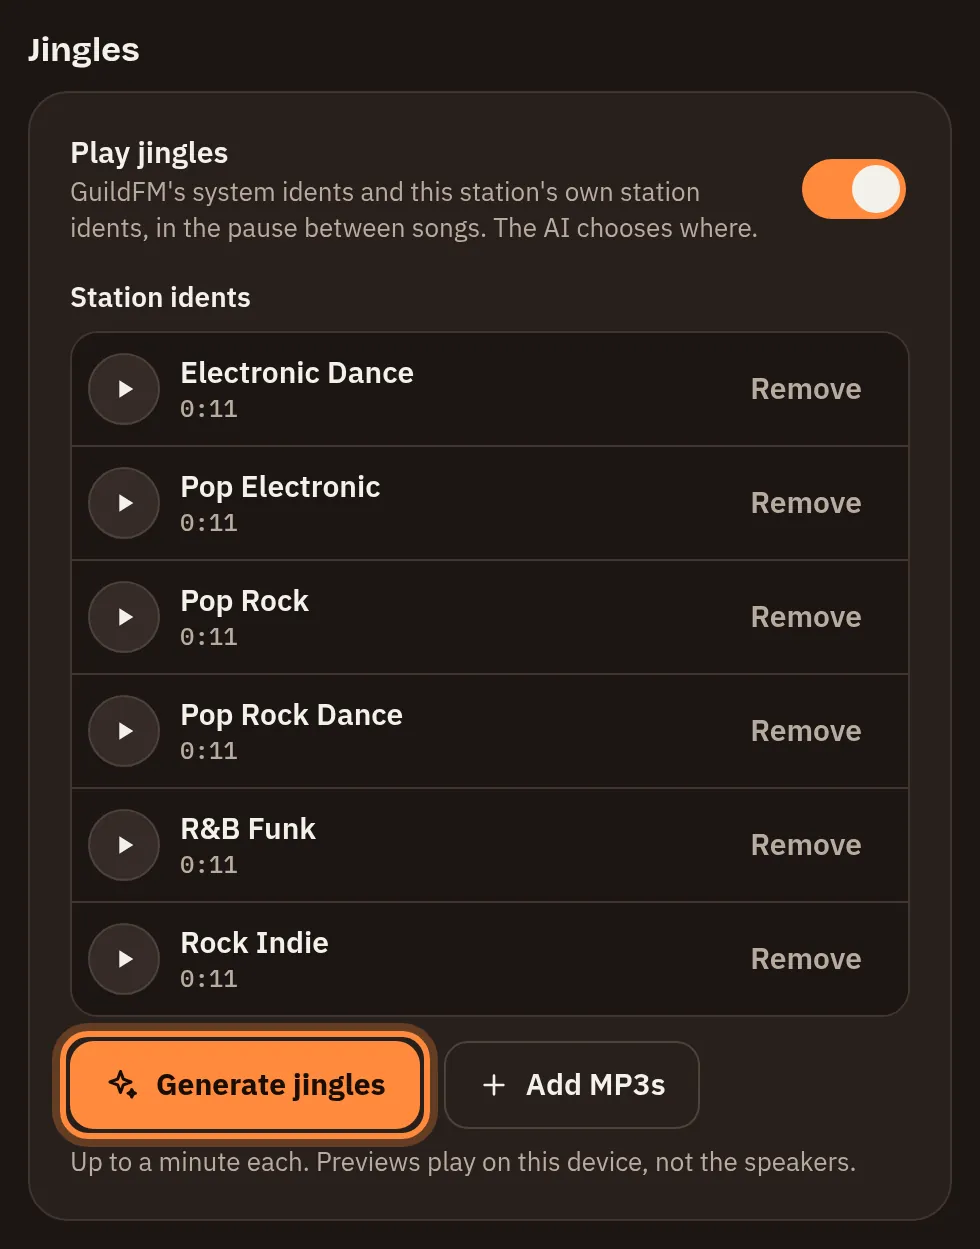 Jingles
Play jingles
GuildFM's system idents and this station's own station
idents, in the pause between songs. The AI chooses where.
Station idents
Electronic Dance
0:11
Remove
Pop Electronic
0:11
Remove
Pop Rock
0:11
Remove
Pop Rock Dance
0:11
Remove
R&B Funk
0:11
Remove
Rock Indie
0:11
Remove
Generate jingles
+ Add MP3s
Up to a minute each. Previews play on this device, not the speakers.